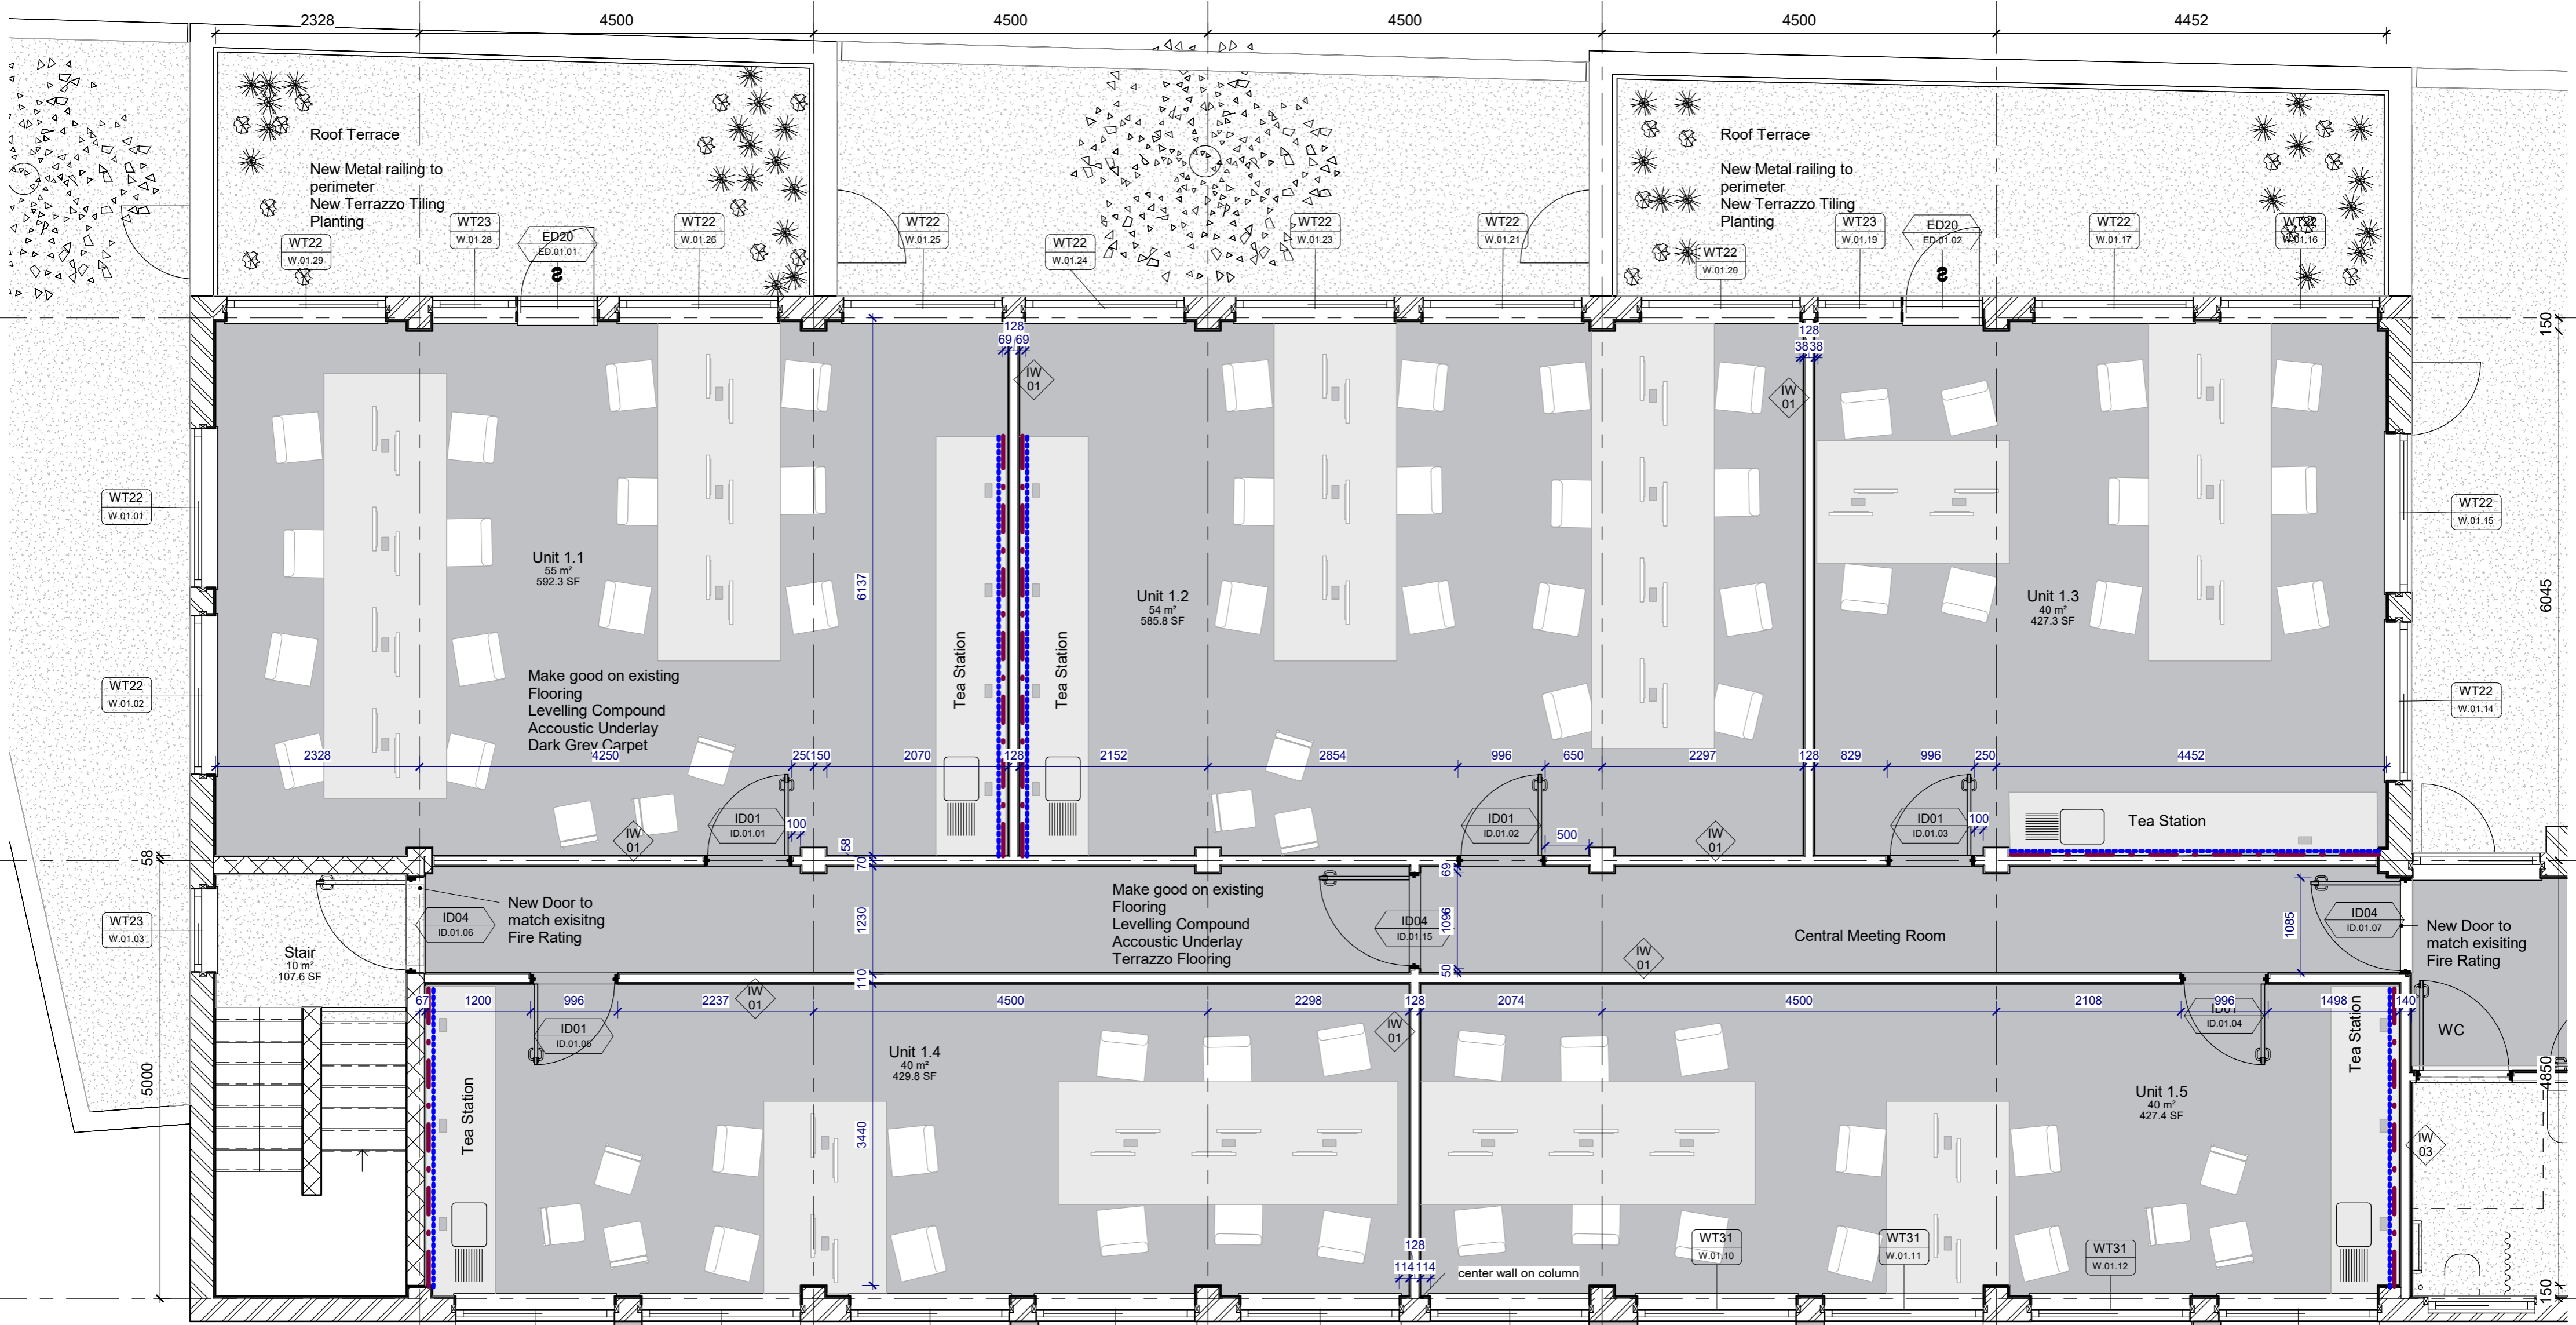 2328
4500
4500
4500
4500
4452
Roof Terrace
New Metal railing to
perimeter
New Terrazzo Tiling
Planting
Roof Terrace
New Metal railing to
perimeter
New Terrazzo Tiling
Planting
WT22
W.01.29
WT23
W.01.28
ED20
ED.01.01
WT22
W.01.26
WT22
W.01.25
WT22
W.01.24
WT22
W.01.23
WT22
W.01.21
WT22
W.01.20
WT23
W.01.19
ED20
ED.01.02
WT22
W.01.17
WT22
W.01.16
150
128
69 69
IW
01
128
38 38
IW
01
WT22
W.01.01
WT22
W.01.15
Unit 1.1
55 m²
592.3 SF
6137
Unit 1.2
54 m²
585.8 SF
Unit 1.3
40 m²
427.3 SF
6045
Tea Station
Tea Station
WT22
W.01.02
WT22
W.01.14
Make good on existing
Flooring
Levelling Compound
Accoustic Underlay
Dark Grey Carpet
2328
4250
250
150
2070
128
2152
2854
996
650
2297
128
829
996
250
4452
IW
01
ID01
ID.01.01
100
58
70
ID01
ID.01.02
500
IW
01
ID01
ID.01.03
100
Tea Station
58
69
WT23
W.01.03
Stair
10 m²
107.6 SF
ID04
ID.01.06
New Door to
match exisitng
Fire Rating
1230
Make good on existing
Flooring
Levelling Compound
Accoustic Underlay
Terrazzo Flooring
ID04
ID.01.15
1096
IW
01
Central Meeting Room
1085
ID04
ID.01.07
New Door to
match exisiting
Fire Rating
110
50
67
1200
996
2237
IW
01
4500
2298
128
2074
4500
2108
996
1498
140
ID01
ID.01.05
IW
01
ID01
ID.01.04
Tea Station
WC
5000
Tea Station
Unit 1.4
40 m²
429.8 SF
3440
Unit 1.5
40 m²
427.4 SF
4850
IW
03
128
114 114
center wall on column
WT31
W.01.10
WT31
W.01.11
WT31
W.01.12
150